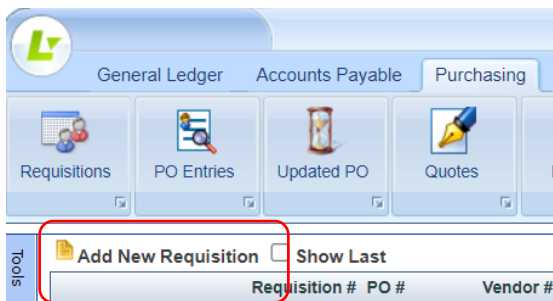 General Ledger Accounts Payable Purchasing
Requisitions PO Entries Updated PO Quotes
Tools
Add New Requisition Show Last
Requisition # PO # Vendor #